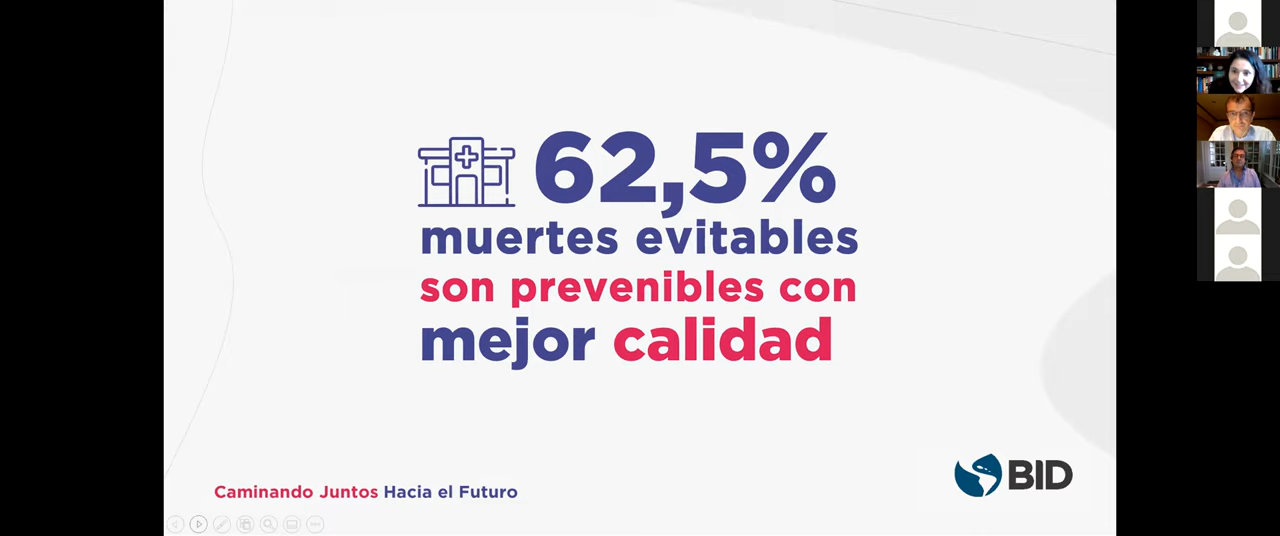 62,5%
muertes evitables
son prevenibles con
mejor calidad
BID
Caminando Juntos Hacia el Futuro